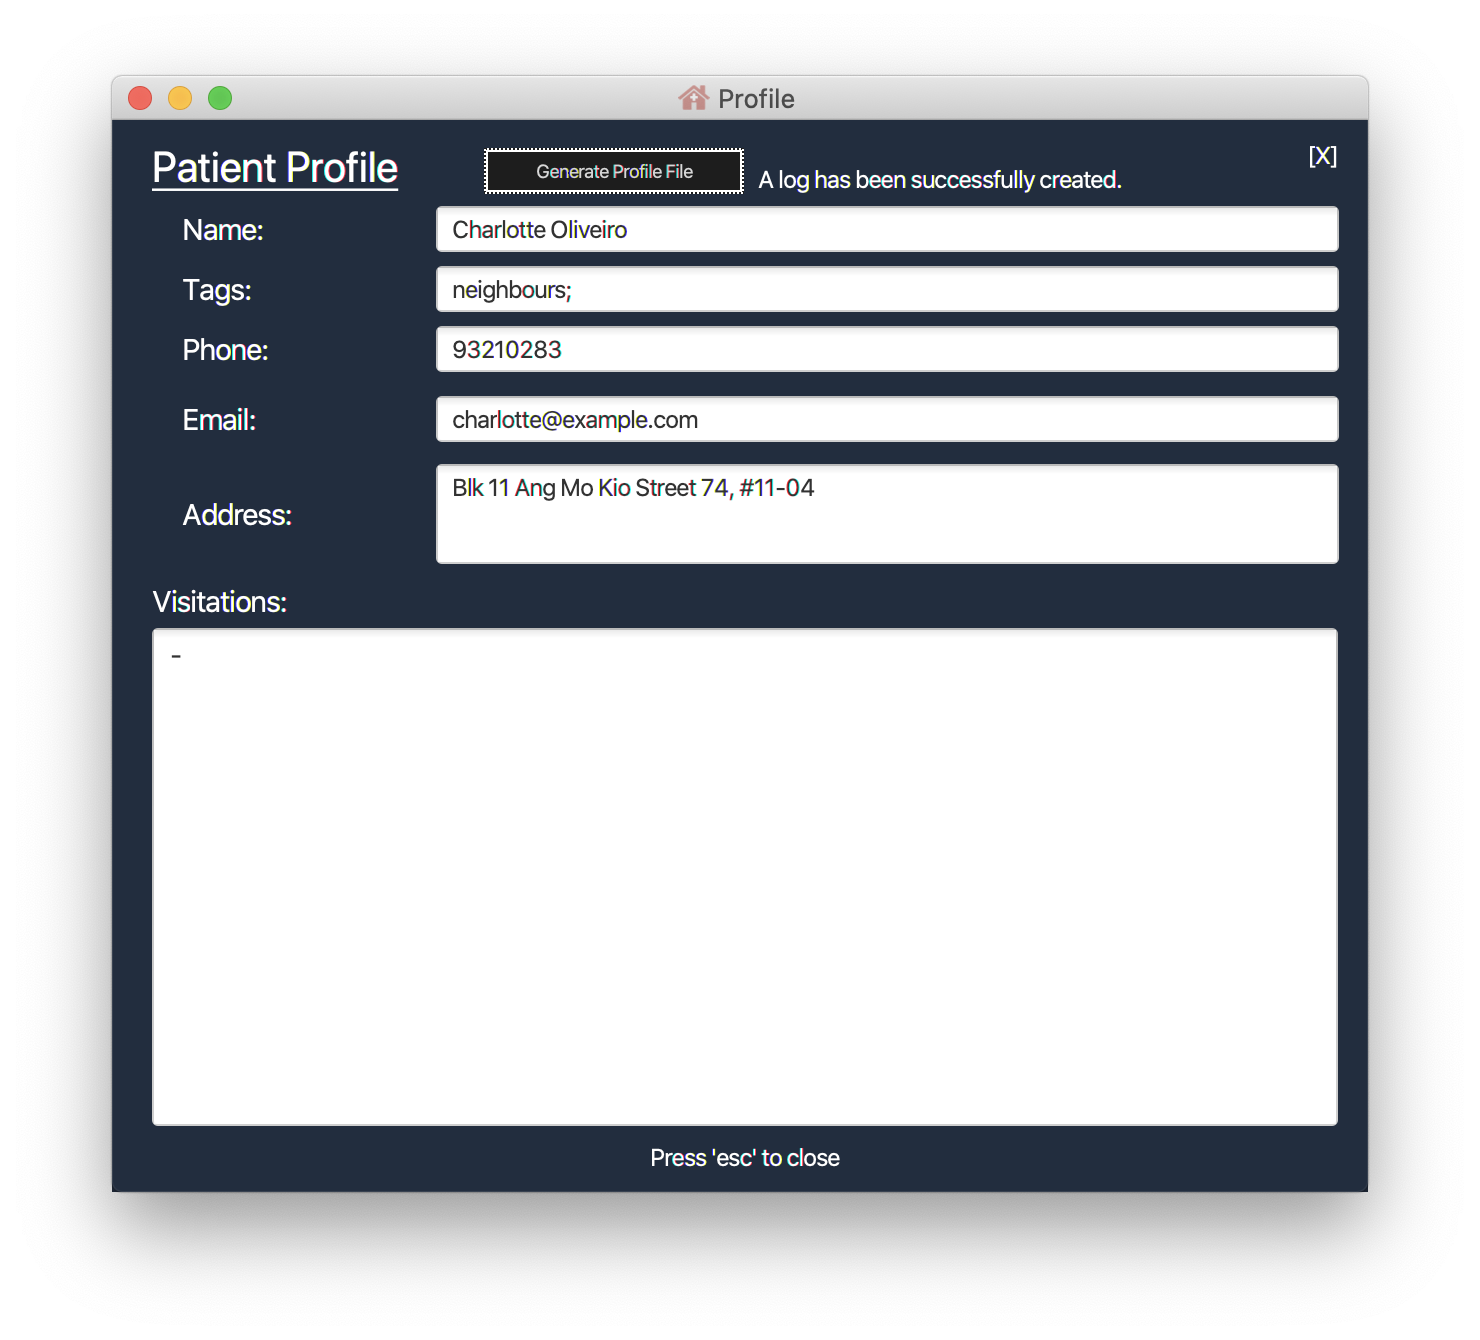 Profile
Patient Profile
Generate Profile File
A log has been successfully created.
[X]
Name:
Charlotte Oliveiro
Tags:
neighbours;
Phone:
93210283
Email:
charlotte@example.com
Address:
Blk 11 Ang Mo Kio Street 74, #11-04
Visitations:
-
Press 'esc' to close